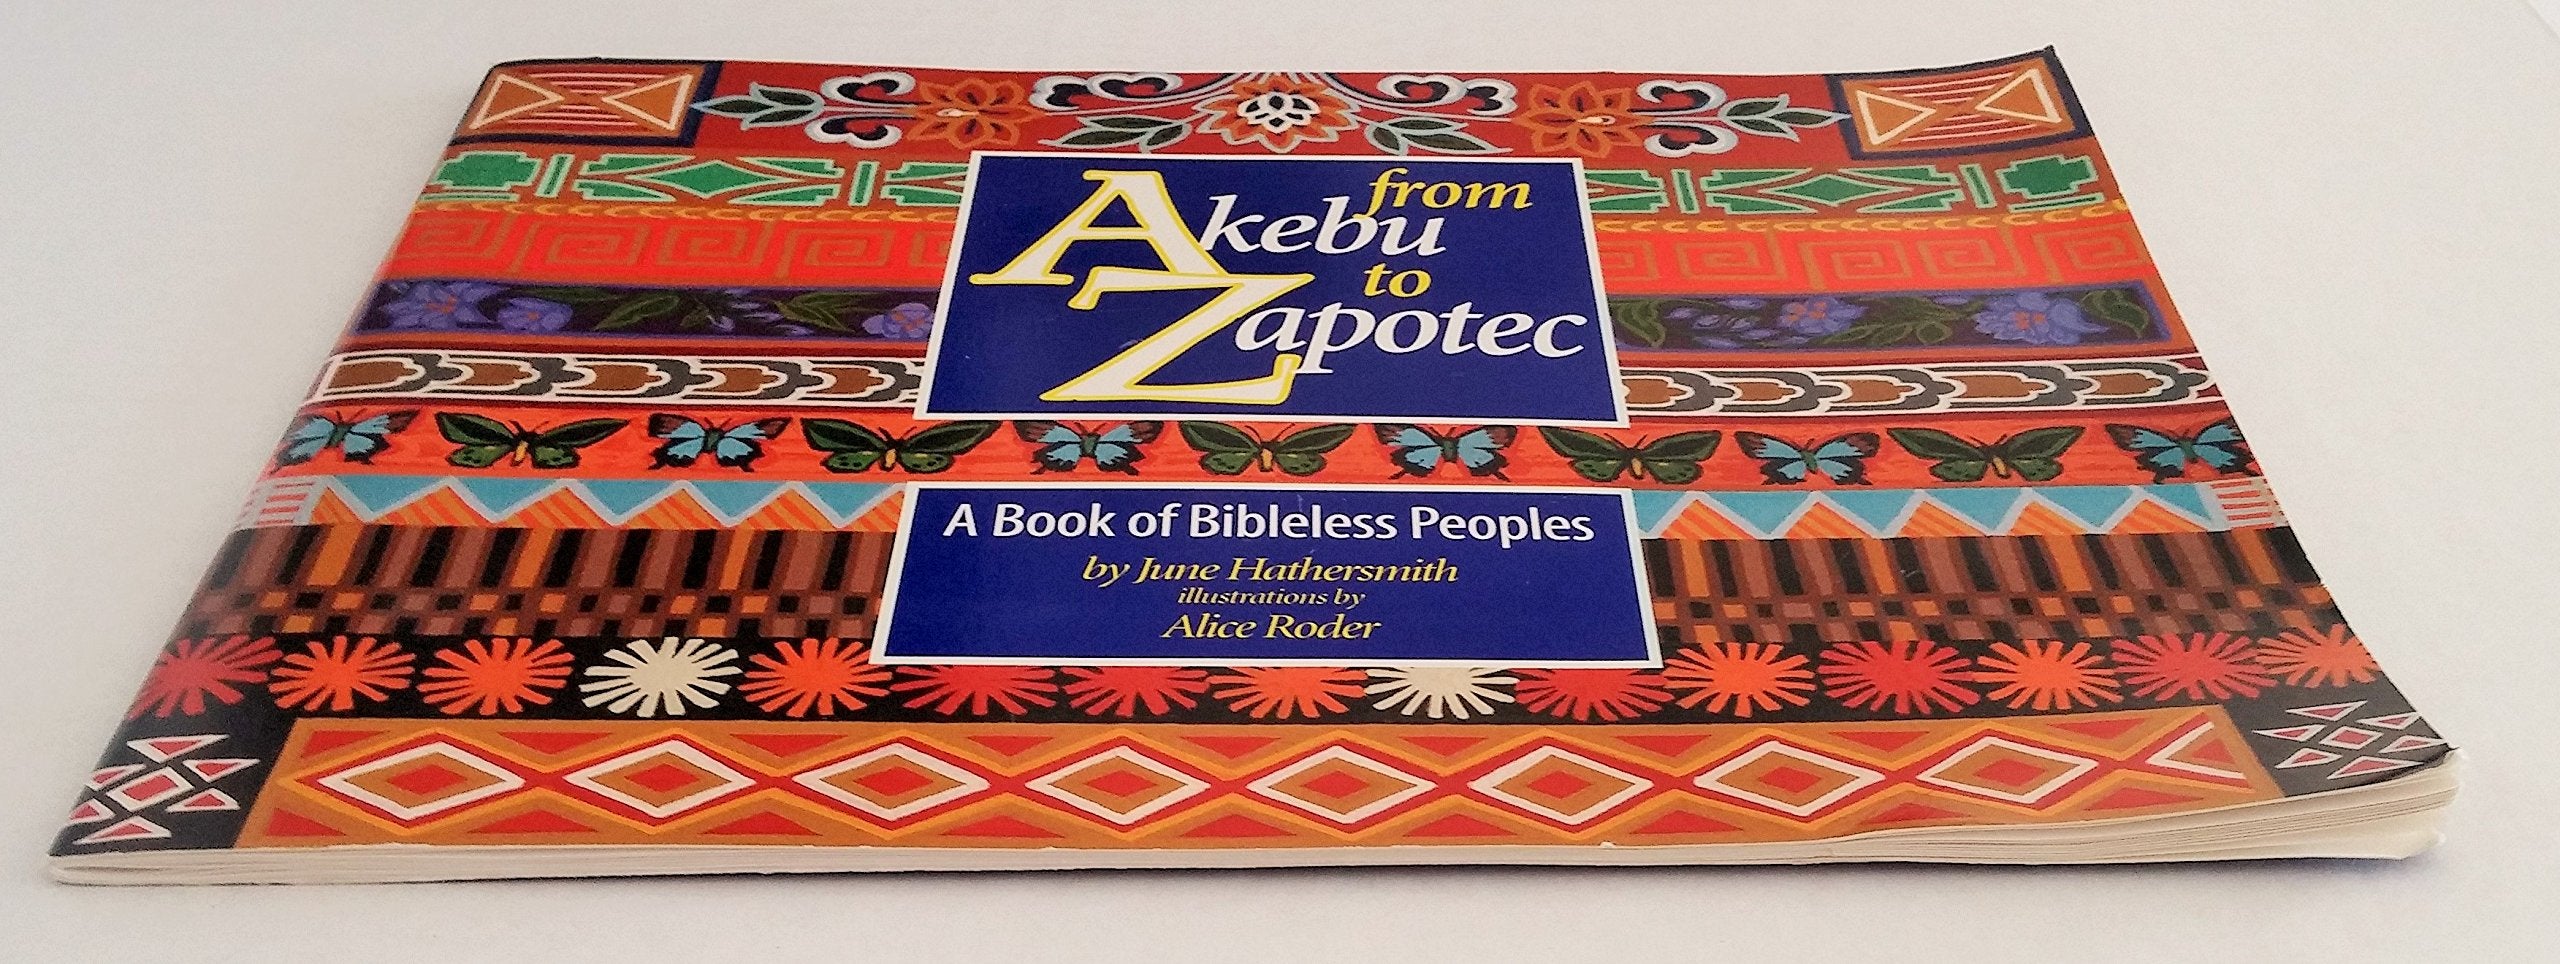 from
Akebu
to
Zapotec
A Book of Bibleless Peoples
by June Hathersmith
illustrations by
Alice Roder